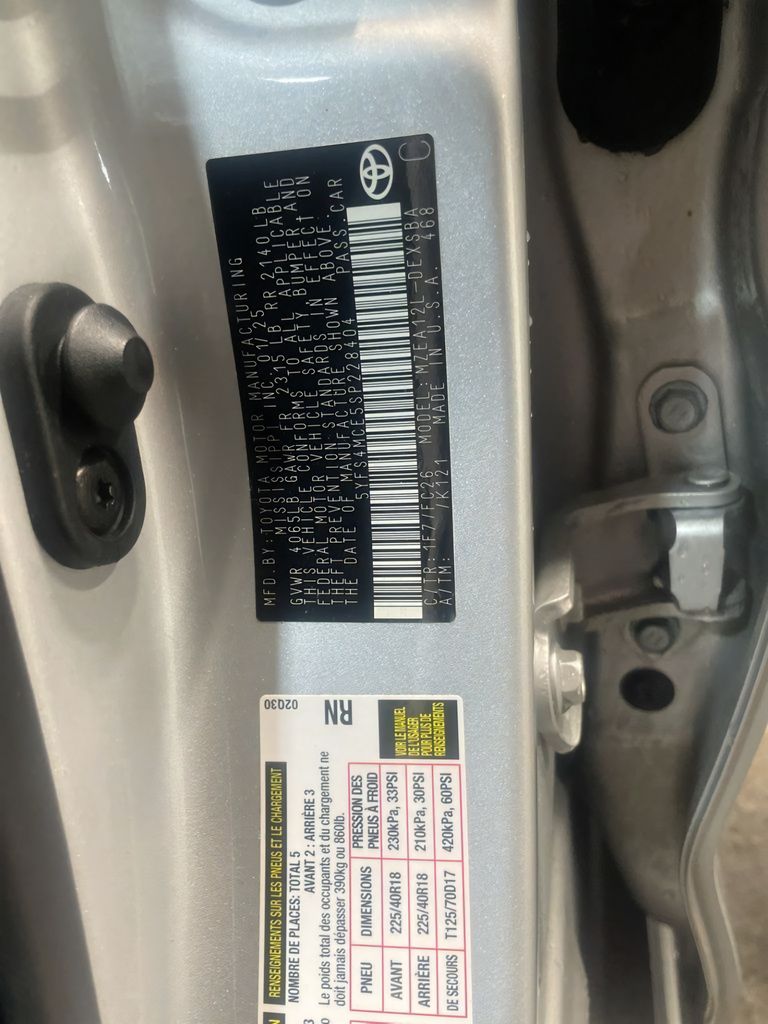 MFD.BY:TOYOTA MOTOR MANUFACTURING
MISSISSIPPI INC. 01/25
GVWR 4065LB GAWR FR 2315 LB RR 2140 LB
THIS VEHICLE CONFORMS TO ALL APPLICABLE
FEDERAL MOTOR VEHICLE SAFETY, BUMPER AND
THEFT PREVENTION STANDARDS IN EFFECT ON
THE DATE OF MANUFACTURE SHOWN ABOVE.
5YFS4MCE5SP228404 PASS.CAR
C/TR:1F7/FC26 MODEL:MZEA12L-DEXSBA
A/TM: /K121 MADE IN U.S.A. 468
C
RENSEIGNEMENTS SUR LES PNEUS ET LE CHARGEMENT
02Q30
NOMBRE DE PLACES: TOTAL 5
AVANT 2 : ARRIÈRE 3
RN
Le poids total des occupants et du chargement ne
doit jamais dépasser 390kg ou 860lb.
PNEU DIMENSIONS PRESSION DES PNEUS À FROID
AVANT 225/40R18 230kPa, 33PSI
ARRIÈRE 225/40R18 210kPa, 30PSI
DE SECOURS T125/70D17 420kPa, 60PSI
VOIR LE MANUEL
DE L'USAGER
POUR PLUS DE
RENSEIGNEMENTS